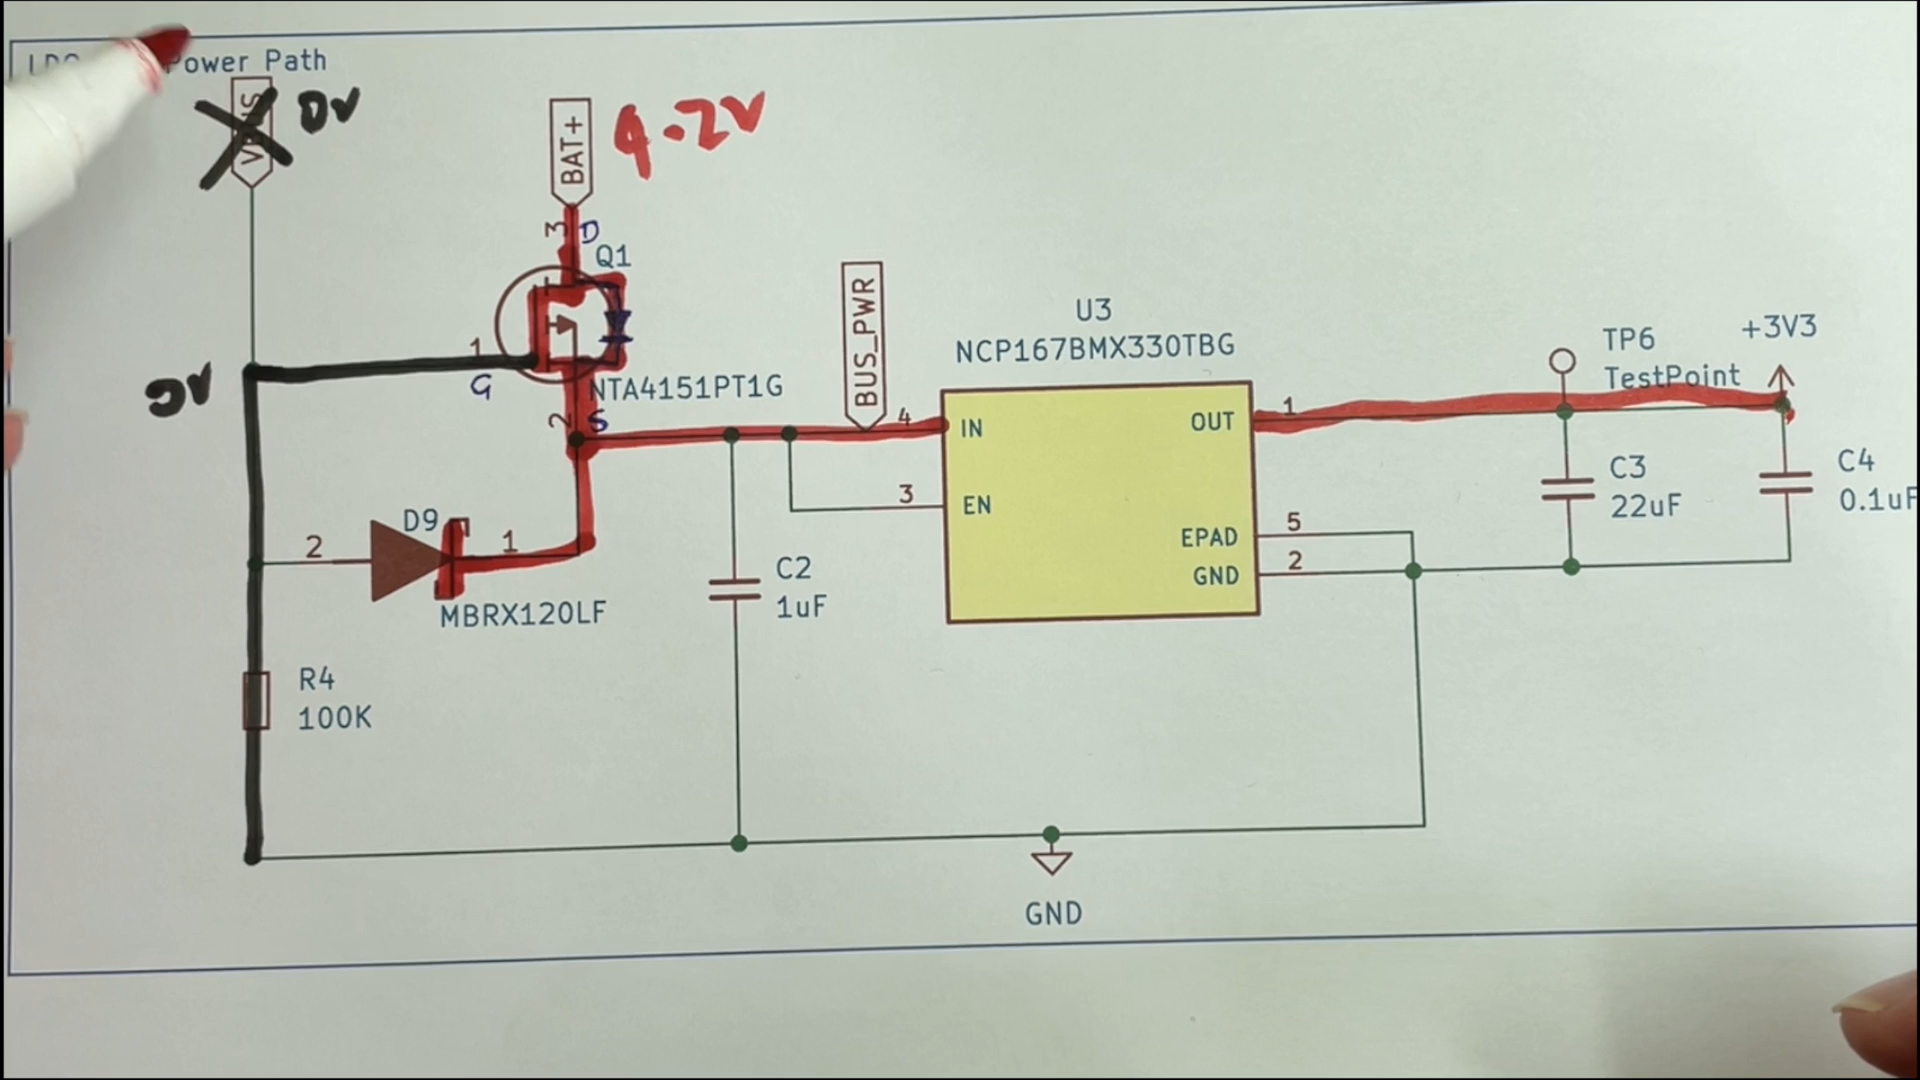 Power Path
VBUS
0V
BAT+
4.2V
3
D
Q1
1
G
0V
NTA4151PT1G
2
S
BUS_PWR
U3
NCP167BMX330TBG
4
IN
OUT
1
3
EN
EPAD
5
GND
2
TP6
TestPoint
+3V3
C3
22uF
C4
0.1uF
D9
2
1
MBRX120LF
C2
1uF
R4
100K
GND